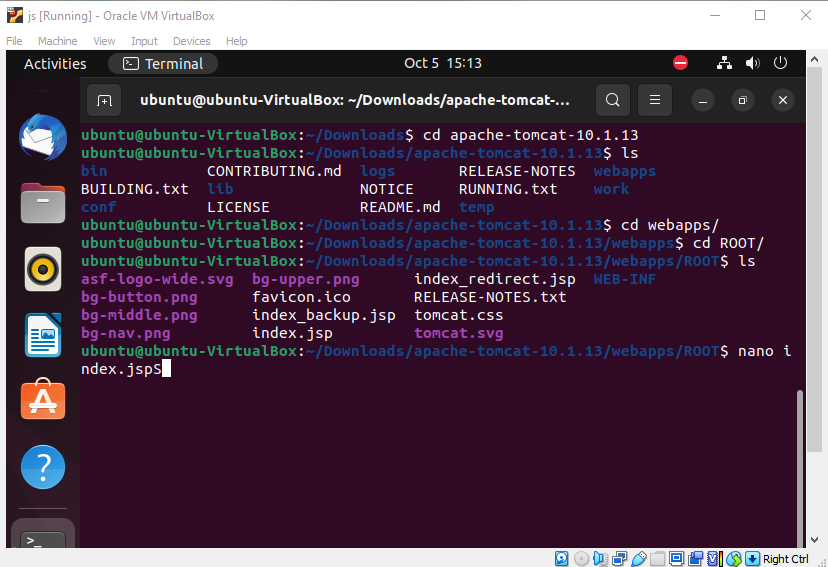 js [Running] - Oracle VM VirtualBox
File Machine View Input Devices Help
Activities Terminal Oct 5 15:13
ubuntu@ubuntu-VirtualBox: ~/Downloads/apache-tomcat-...
ubuntu@ubuntu-VirtualBox:~/Downloads$ cd apache-tomcat-10.1.13
ubuntu@ubuntu-VirtualBox:~/Downloads/apache-tomcat-10.1.13$ ls
bin CONTRIBUTING.md logs RELEASE-NOTES webapps
BUILDING.txt lib NOTICE RUNNING.txt work
conf LICENSE README.md temp
ubuntu@ubuntu-VirtualBox:~/Downloads/apache-tomcat-10.1.13$ cd webapps/
ubuntu@ubuntu-VirtualBox:~/Downloads/apache-tomcat-10.1.13/webapps$ cd ROOT/
ubuntu@ubuntu-VirtualBox:~/Downloads/apache-tomcat-10.1.13/webapps/ROOT$ ls
asf-logo-wide.svg bg-upper.png index_redirect.jsp WEB-INF
bg-button.png favicon.ico RELEASE-NOTES.txt
bg-middle.png index_backup.jsp tomcat.css
bg-nav.png index.jsp tomcat.svg
ubuntu@ubuntu-VirtualBox:~/Downloads/apache-tomcat-10.1.13/webapps/ROOT$ nano i
ndex.jspS
Right Ctrl